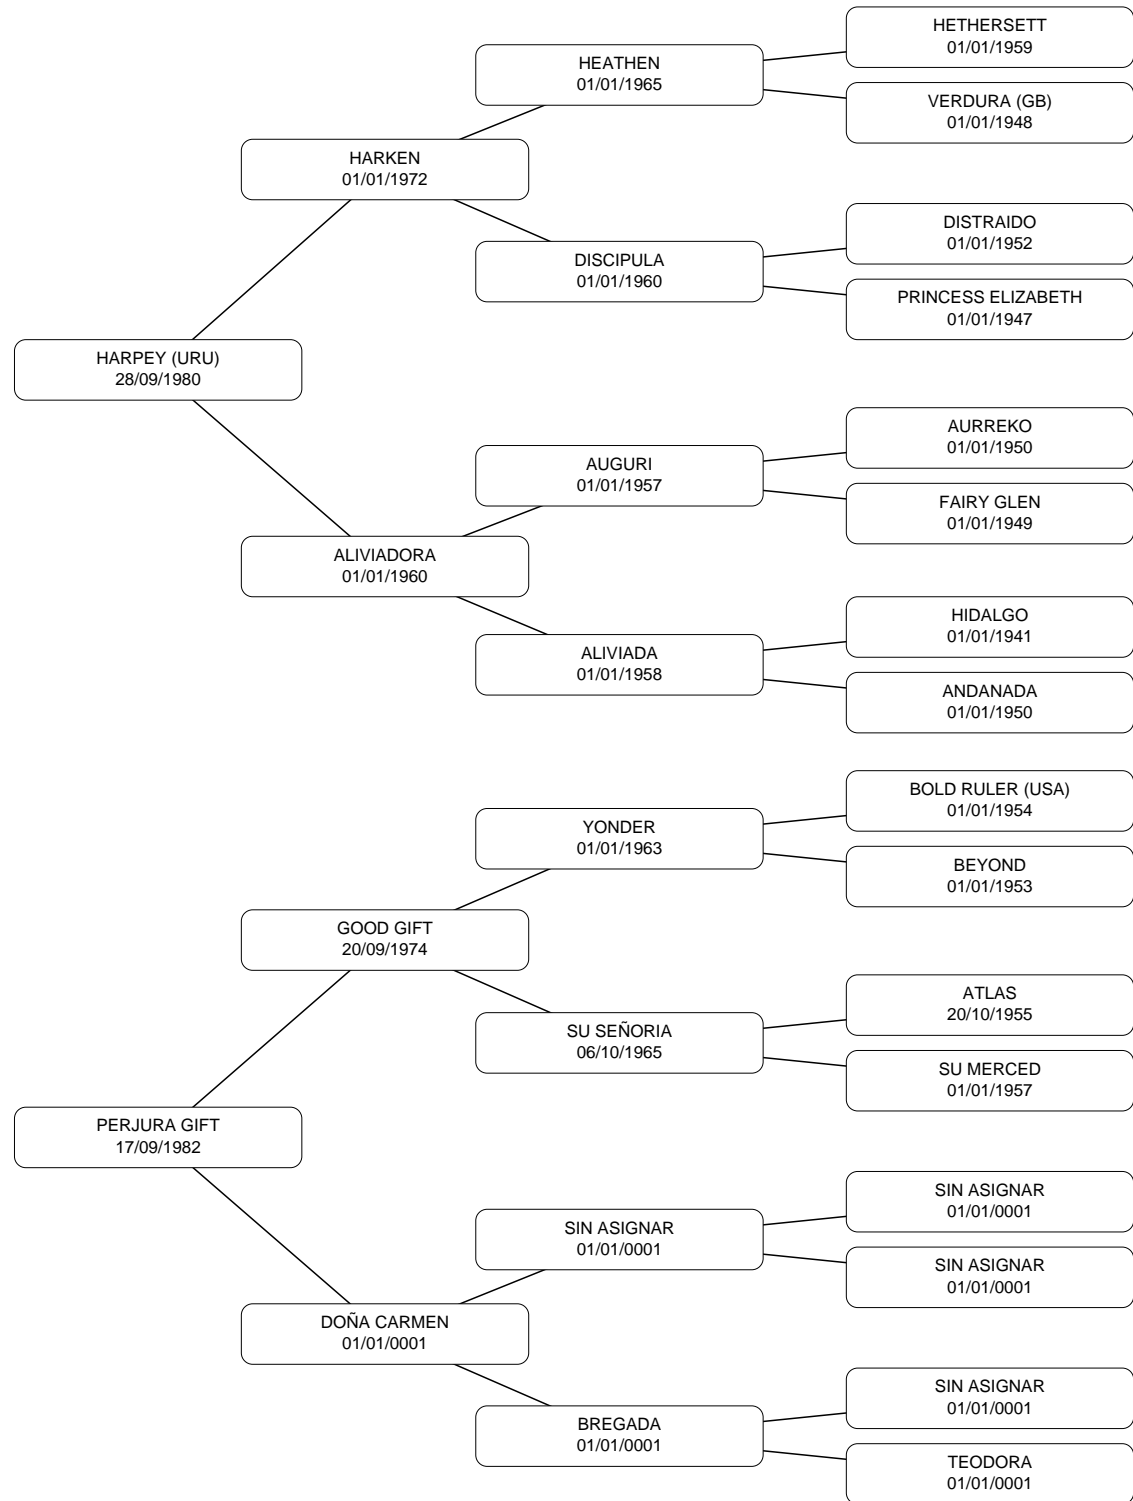 HETHERSETT
01/01/1959
HEATHEN
01/01/1965
VERDURA (GB)
01/01/1948
HARKEN
01/01/1972
DISTRAIDO
01/01/1952
DISCIPULA
01/01/1960
PRINCESS ELIZABETH
01/01/1947
HARPEY (URU)
28/09/1980
AURREKO
01/01/1950
AUGURI
01/01/1957
FAIRY GLEN
01/01/1949
ALIVIADORA
01/01/1960
HIDALGO
01/01/1941
ALIVIADA
01/01/1958
ANDANADA
01/01/1950
BOLD RULER (USA)
01/01/1954
YONDER
01/01/1963
BEYOND
01/01/1953
GOOD GIFT
20/09/1974
ATLAS
20/10/1955
SU SEÑORIA
06/10/1965
SU MERCED
01/01/1957
PERJURA GIFT
17/09/1982
SIN ASIGNAR
01/01/0001
SIN ASIGNAR
01/01/0001
SIN ASIGNAR
01/01/0001
DOÑA CARMEN
01/01/0001
SIN ASIGNAR
01/01/0001
BREGADA
01/01/0001
TEODORA
01/01/0001